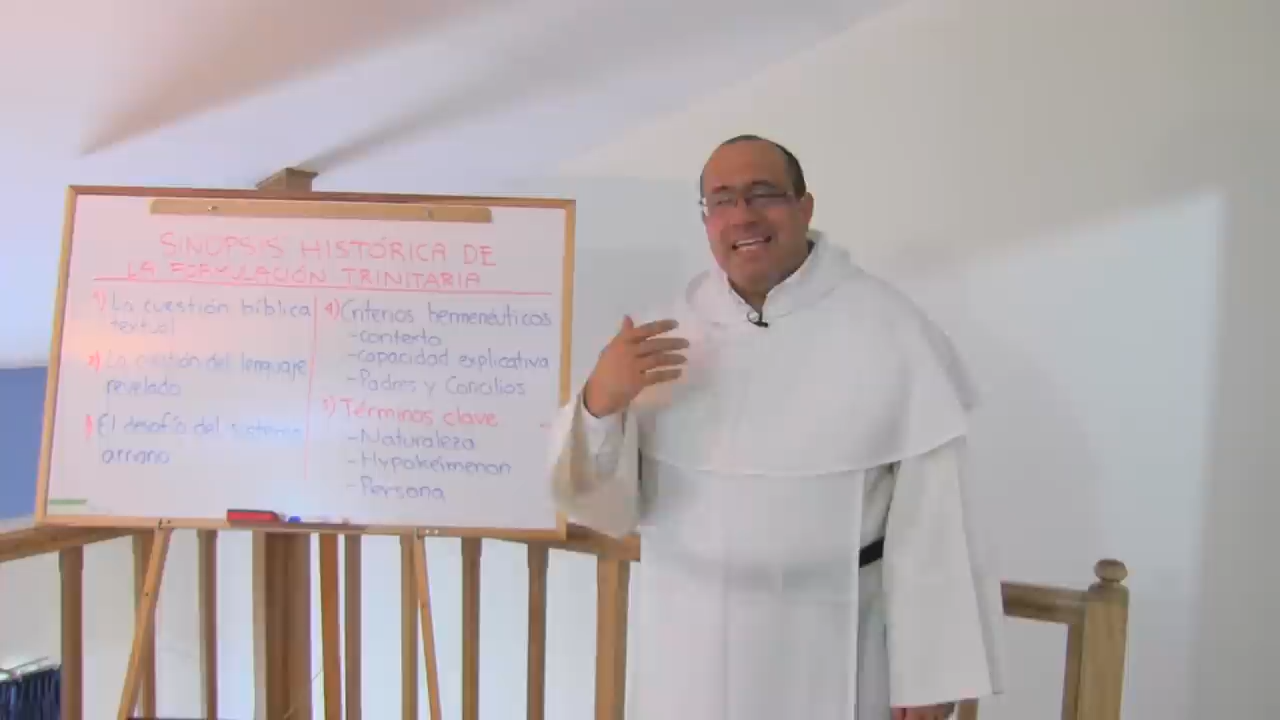 SINOPSIS HISTÓRICA DE
LA FORMULACIÓN TRINITARIA
1) La cuestión bíblica
textual
2) La cuestión del lenguaje
revelado
3) El desafío del sistema
arriano
4) Criterios hermenéuticos
- contexto
- capacidad explicativa
- Padres y Concilios
5) Términos clave
- Naturaleza
- Hypokeímenon
- Persona